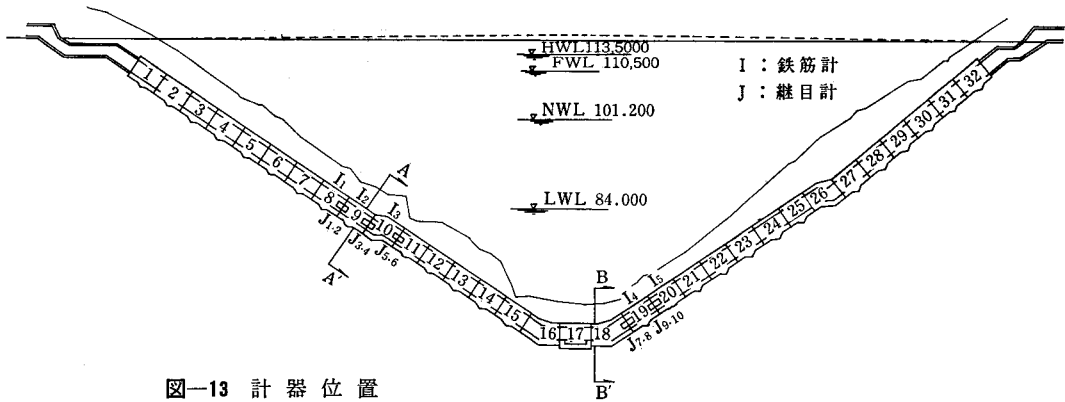 HWL113,5000
FWL 110,500
NWL 101.200
LWL 84.000
I : 鉄筋計
J : 継目計
1 2 3 4 5 6 7 8 9 10 11 12 13 14 15 16 17 18 19 20 21 22 23 24 25 26 27 28 29 30 31 32
I₁ I₂ I₃
A
A'
J₁·₂ J₃·₄ J₅·₆
B
B'
I₄ I₅
J₇·₈ J₉·₁₀
図―13 計器位置